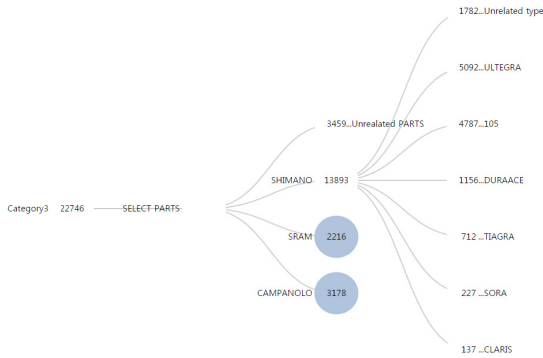 1782...Unrelated type
5092...ULTEGRA
3459...Unrealated PARTS
4787...105
SHIMANO 13893
1156...DURAACE
Category3 22746 SELECT PARTS
SRAM 2216
712 ...TIAGRA
CAMPANOLO 3178
227 ...SORA
137 ...CLARIS